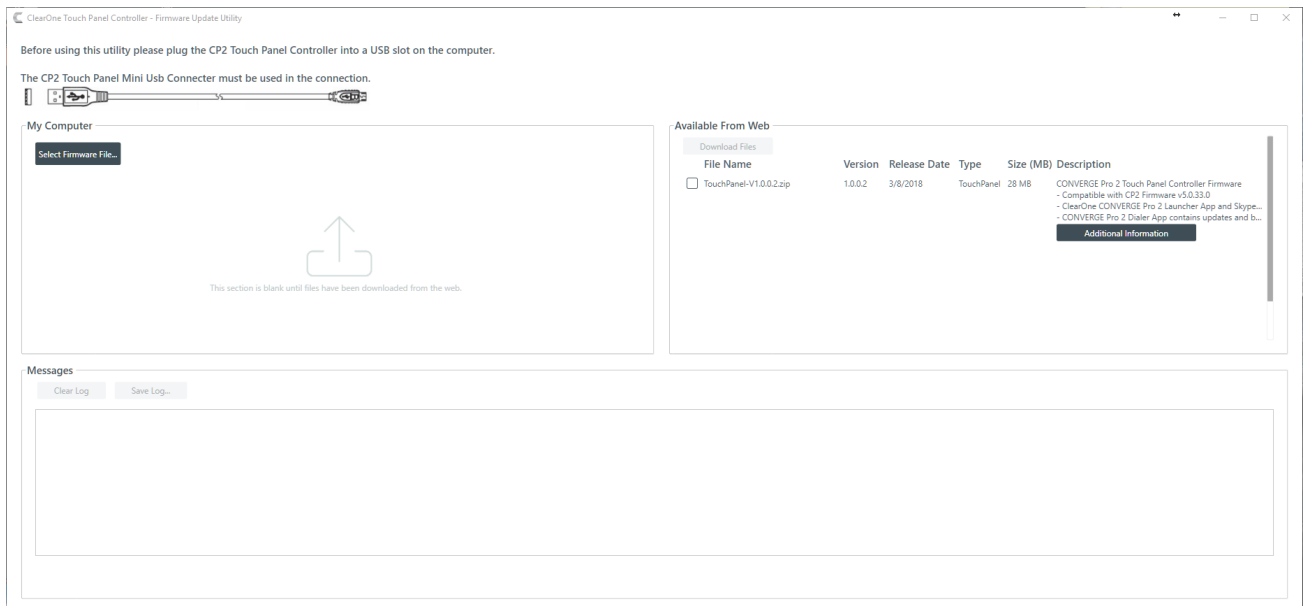 ClearOne Touch Panel Controller - Firmware Update Utility
Before using this utility please plug the CP2 Touch Panel Controller into a USB slot on the computer.
The CP2 Touch Panel Mini Usb Connecter must be used in the connection.
My Computer
Select Firmware File...
This section is blank until files have been downloaded from the web.
Available From Web
Download Files
File Name Version Release Date Type Size (MB) Description
TouchPanel-V1.0.0.2.zip 1.0.0.2 3/8/2018 TouchPanel 28 MB CONVERGE Pro 2 Touch Panel Controller Firmware
- Compatible with CP2 Firmware v5.0.33.0
- ClearOne CONVERGE Pro 2 Launcher App and Skype...
- CONVERGE Pro 2 Dialer App contains updates and b...
Additional Information
Messages
Clear Log Save Log...